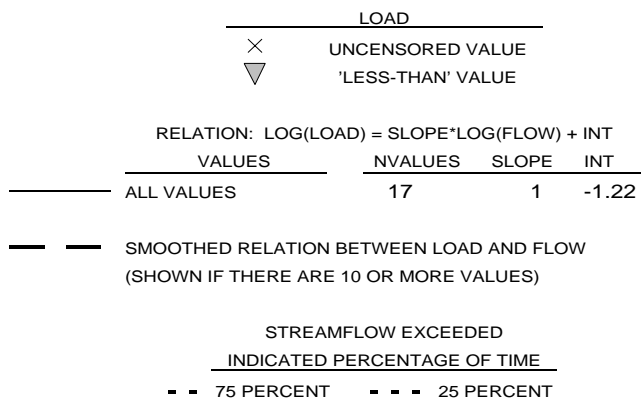 LOAD
UNCENSORED VALUE
'LESS-THAN' VALUE
RELATION: LOG(LOAD) = SLOPE*LOG(FLOW) + INT
VALUES NVALUES SLOPE INT
ALL VALUES 17 1 -1.22
SMOOTHED RELATION BETWEEN LOAD AND FLOW
(SHOWN IF THERE ARE 10 OR MORE VALUES)
STREAMFLOW EXCEEDED
INDICATED PERCENTAGE OF TIME
75 PERCENT 25 PERCENT